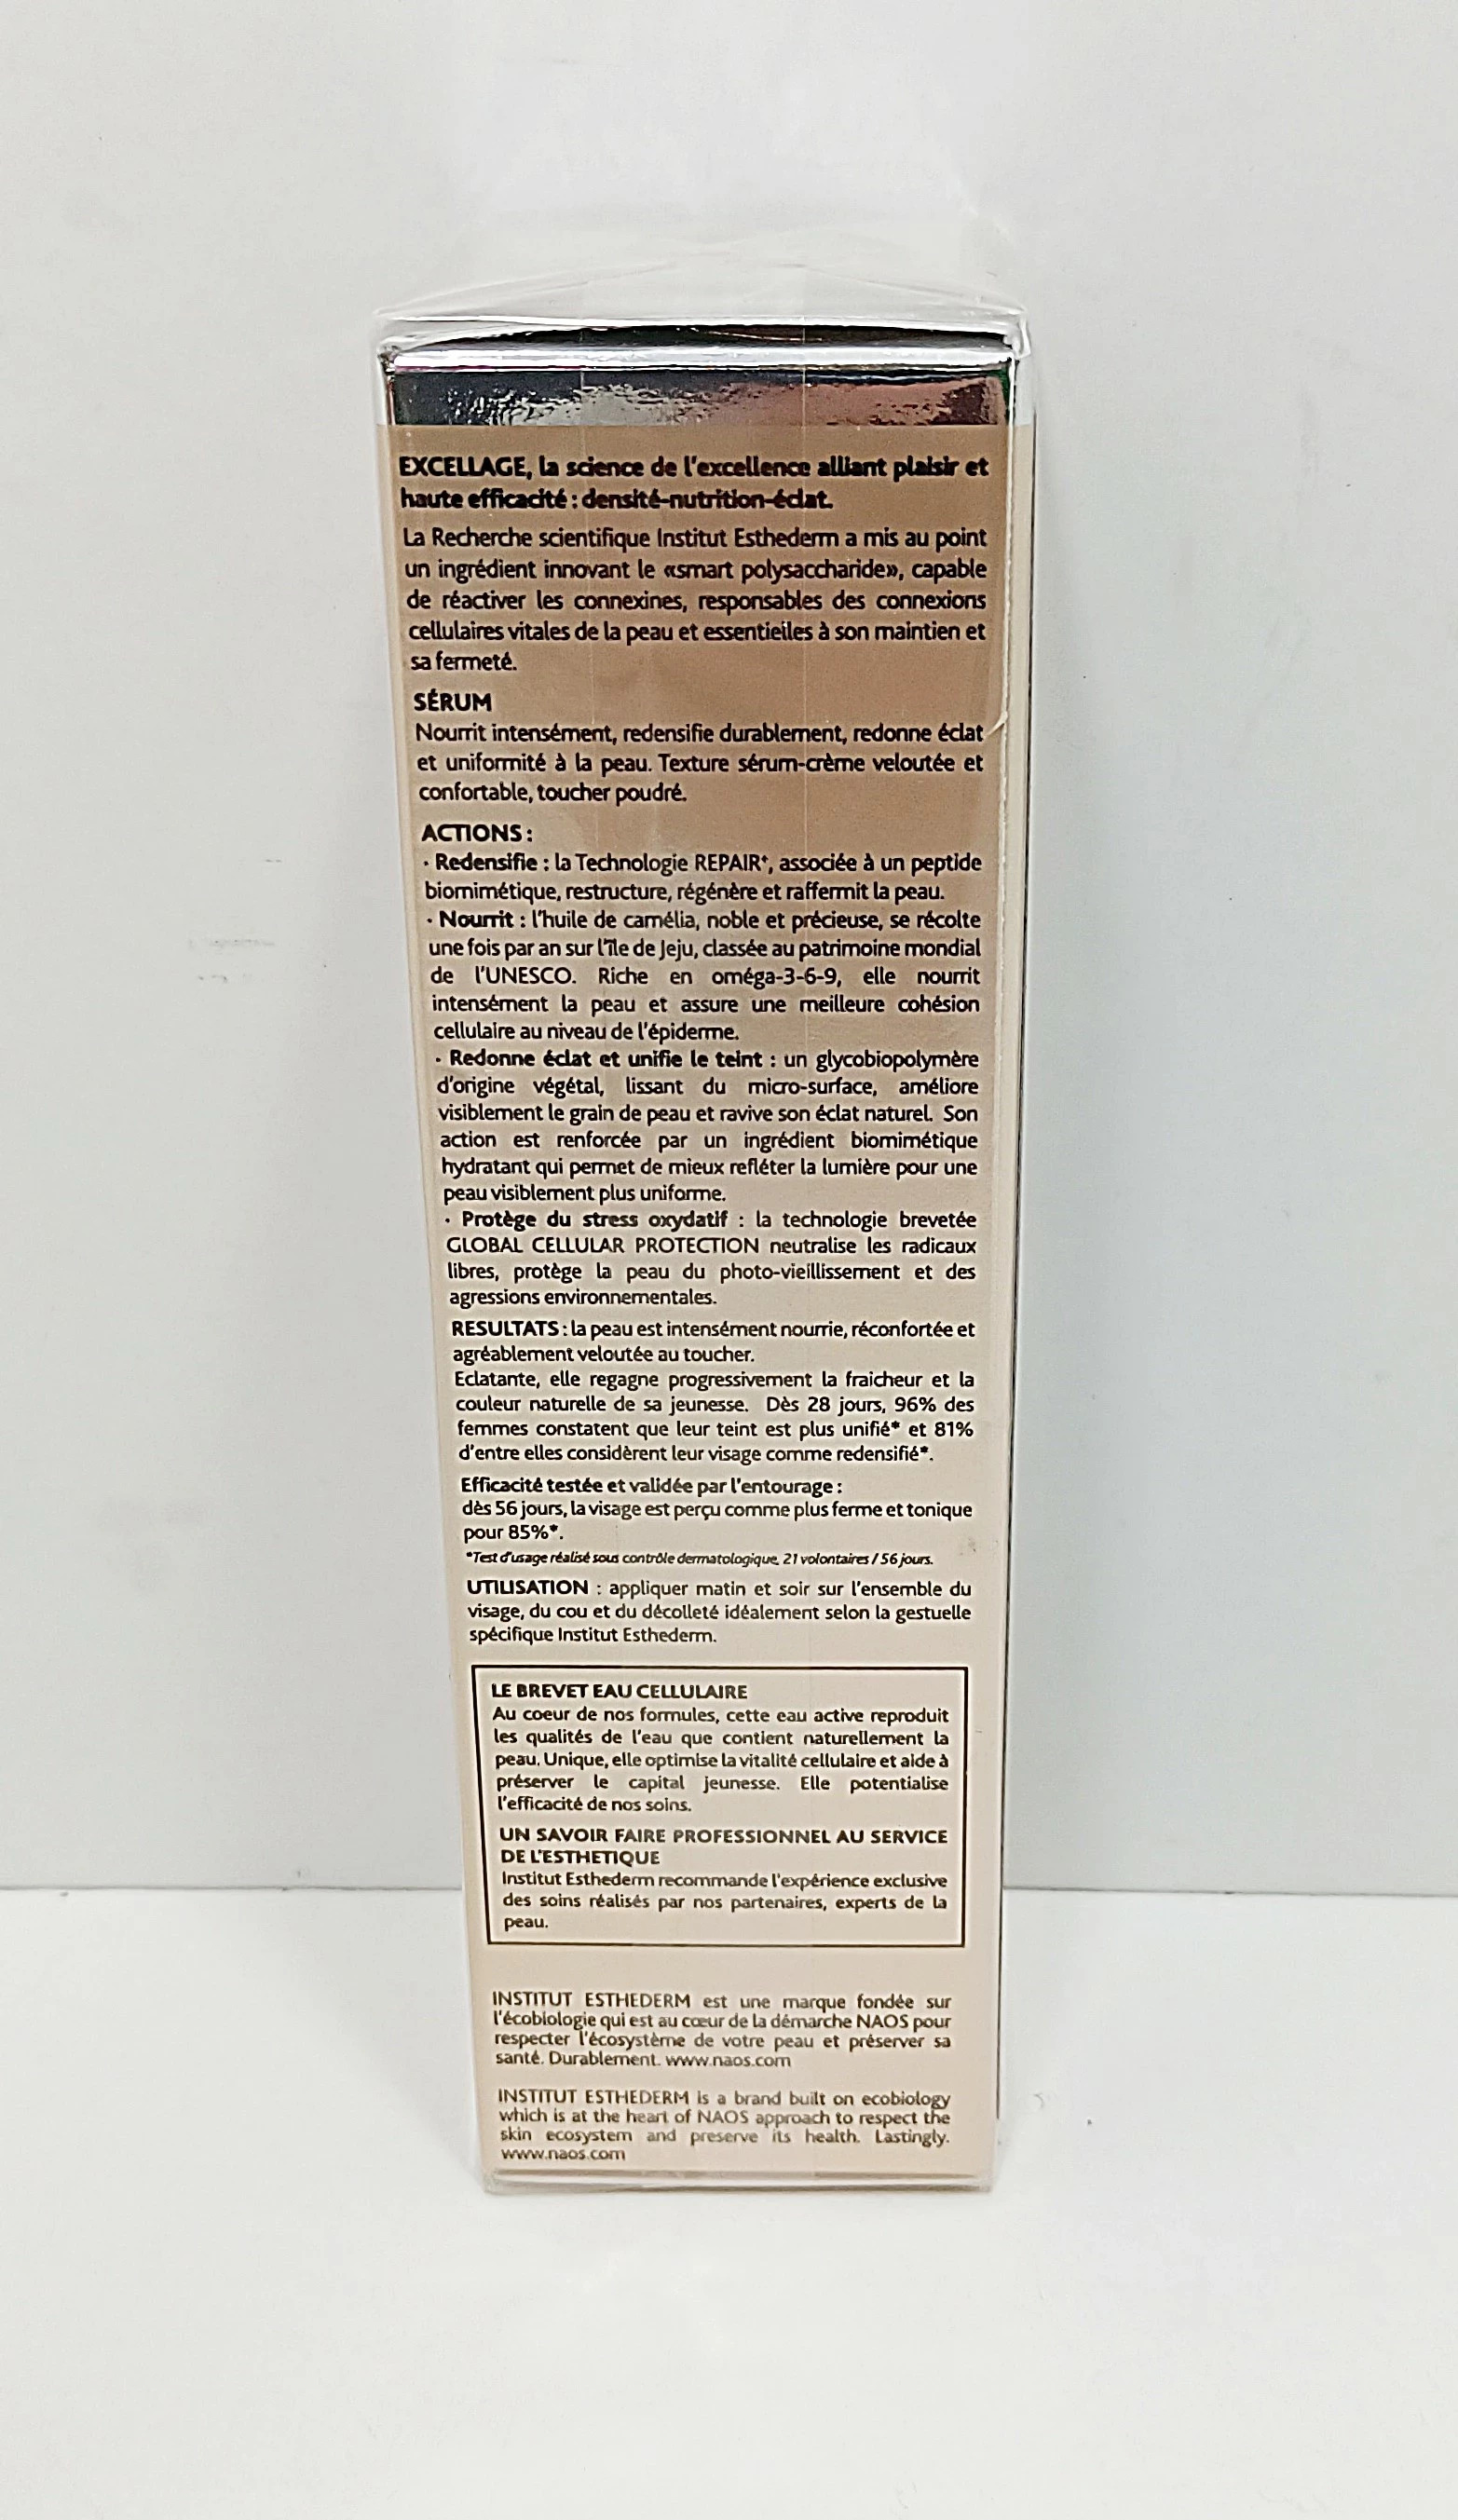 EXCELLAGE, la science de l'excellence alliant plaisir et
haute efficacité : densité-nutrition-éclat.
La Recherche scientifique Institut Esthederm a mis au point
un ingrédient innovant le «smart polysaccharide», capable
de réactiver les connexines, responsables des connexions
cellulaires vitales de la peau et essentielles à son maintien et
sa fermeté.
SÉRUM
Nourrit intensément, redensifie durablement, redonne éclat
et uniformité à la peau. Texture sérum-crème veloutée et
confortable, toucher poudré.
ACTIONS :
· Redensifie : la Technologie REPAIR⁺, associée à un peptide
biomimétique, restructure, régénère et raffermit la peau.
· Nourrit : l'huile de camélia, noble et précieuse, se récolte
une fois par an sur l'île de Jeju, classée au patrimoine mondial
de l'UNESCO. Riche en oméga-3-6-9, elle nourrit
intensément la peau et assure une meilleure cohésion
cellulaire au niveau de l'épiderme.
· Redonne éclat et unifie le teint : un glycobiopolymère
d'origine végétal, lissant du micro-surface, améliore
visiblement le grain de peau et ravive son éclat naturel. Son
action est renforcée par un ingrédient biomimétique
hydratant qui permet de mieux refléter la lumière pour une
peau visiblement plus uniforme.
· Protège du stress oxydatif : la technologie brevetée
GLOBAL CELLULAR PROTECTION neutralise les radicaux
libres, protège la peau du photo-vieillissement et des
agressions environnementales.
RESULTATS : la peau est intensément nourrie, réconfortée et
agréablement veloutée au toucher.
Eclatante, elle regagne progressivement la fraicheur et la
couleur naturelle de sa jeunesse. Dès 28 jours, 96% des
femmes constatent que leur teint est plus unifié* et 81%
d'entre elles considèrent leur visage comme redensifié*.
Efficacité testée et validée par l'entourage :
dès 56 jours, la visage est perçu comme plus ferme et tonique
pour 85%*.
*Test d'usage réalisé sous contrôle dermatologique, 21 volontaires / 56 jours.
UTILISATION : appliquer matin et soir sur l'ensemble du
visage, du cou et du décolleté idéalement selon la gestuelle
spécifique Institut Esthederm.
LE BREVET EAU CELLULAIRE
Au coeur de nos formules, cette eau active reproduit
les qualités de l'eau que contient naturellement la
peau. Unique, elle optimise la vitalité cellulaire et aide à
préserver le capital jeunesse. Elle potentialise
l'efficacité de nos soins.
UN SAVOIR FAIRE PROFESSIONNEL AU SERVICE
DE L'ESTHETIQUE
Institut Esthederm recommande l'expérience exclusive
des soins réalisés par nos partenaires, experts de la
peau.
INSTITUT ESTHEDERM est une marque fondée sur
l'écobiologie qui est au cœur de la démarche NAOS pour
respecter l'écosystème de votre peau et préserver sa
santé. Durablement. www.naos.com
INSTITUT ESTHEDERM is a brand built on ecobiology
which is at the heart of NAOS approach to respect the
skin ecosystem and preserve its health. Lastingly.
www.naos.com